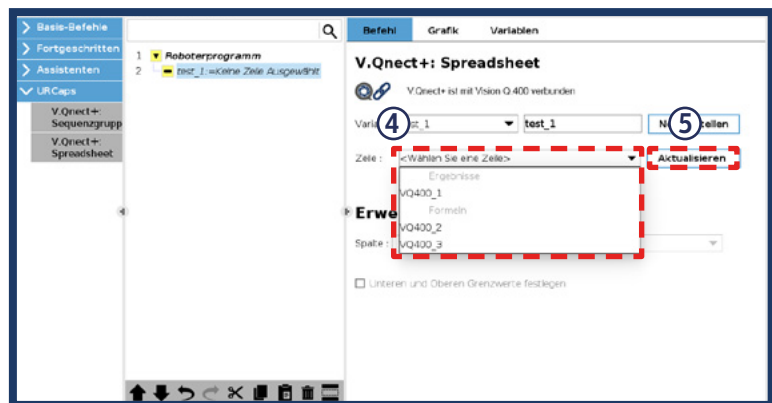 Basis-Befehle
Fortgeschritten
Assistenten
URCaps
V.Qnect+:
Sequenzgrupp
V.Qnect+:
Spreadsheet
1 Roboterprogramm
2 test_1:=Keine Zeile Ausgewählt
Befehl Grafik Variablen
V.Qnect+: Spreadsheet
V.Qnect+ ist mit Vision Q.400 verbunden
4 test_1 5
Zeile : <Wählen Sie eine Zeile> Aktualisieren
Ergebnisse
VQ400_1
Formeln
VQ400_2
VQ400_3
Erwe
Spalte :
Unteren und Oberen Grenzwerte festlegen